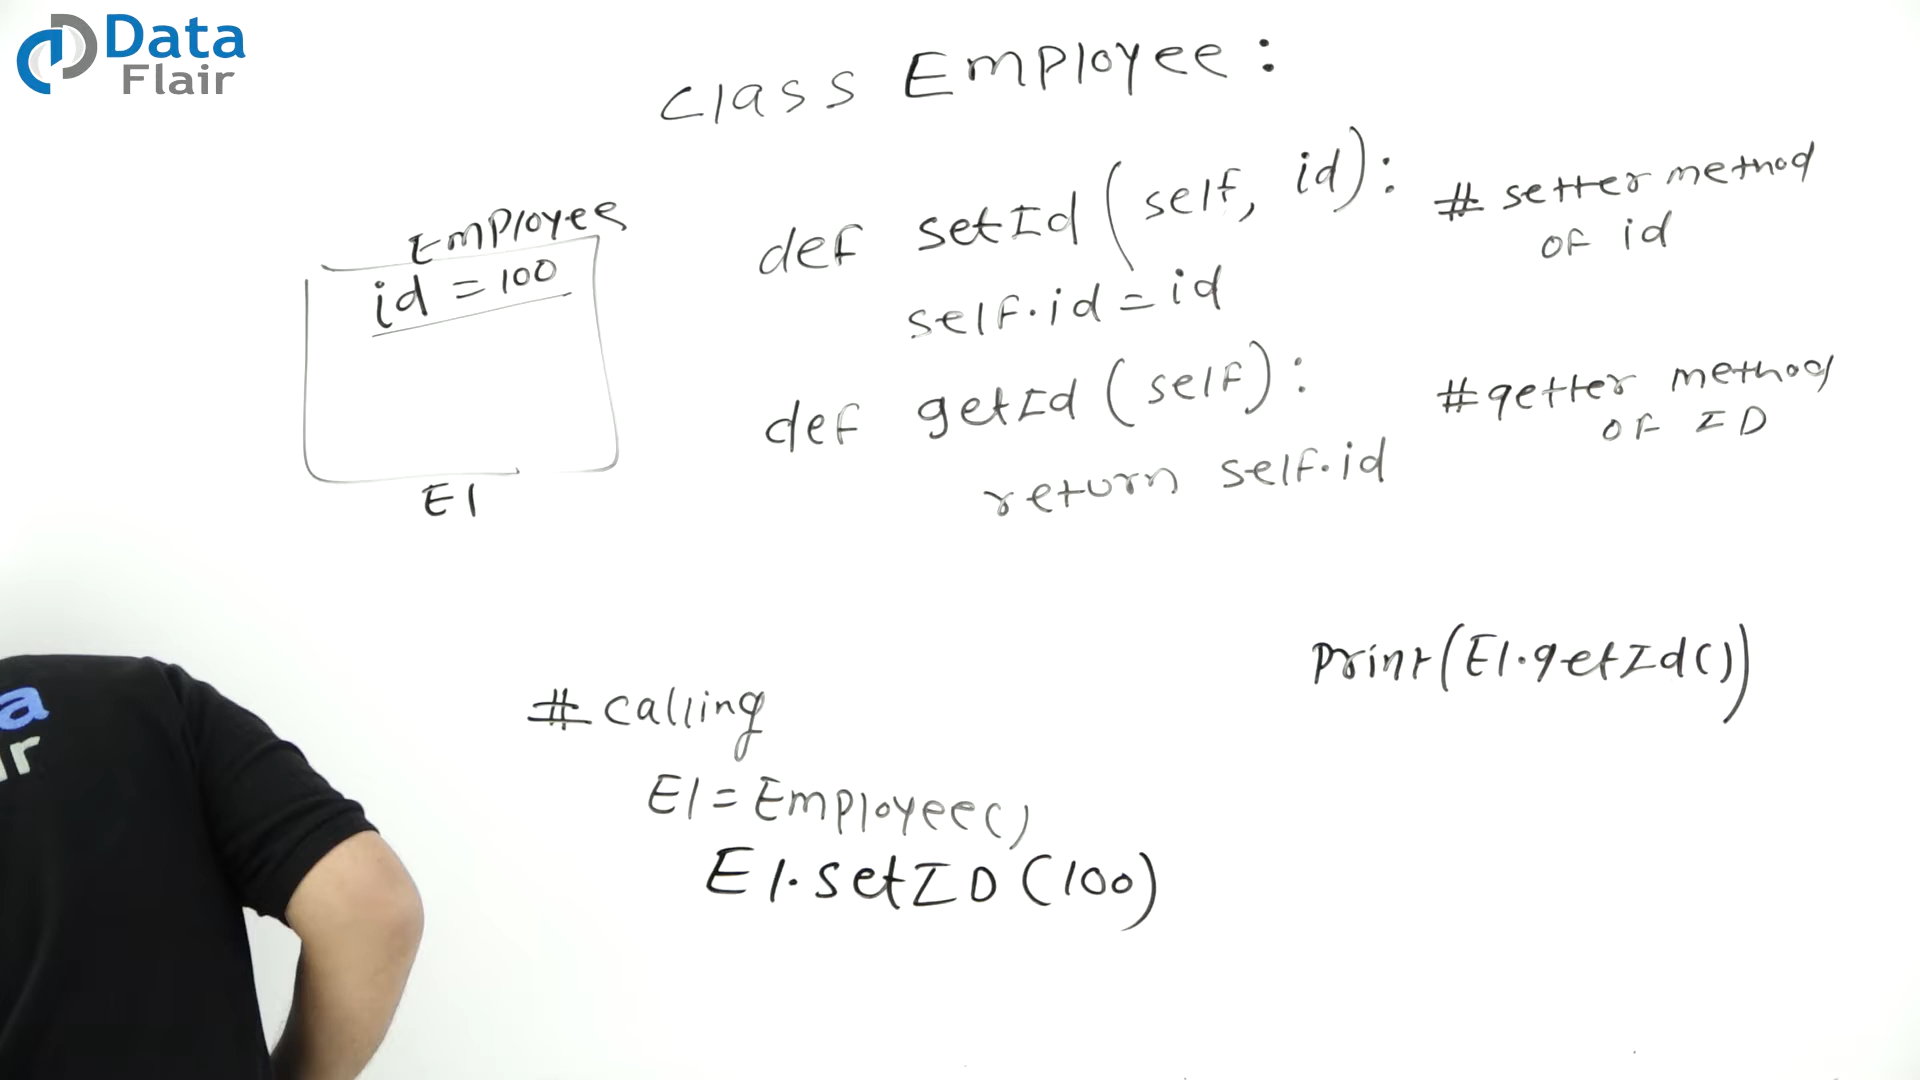 Data
Flair
class Employee:
def setId(self, id): # setter method
of id
self.id = id
def getId(self): # getter method
of ID
return self.id
Employee
id = 100
E1
print(E1.getId())
# calling
E1 = Employee()
E1.setID(100)
a
ir